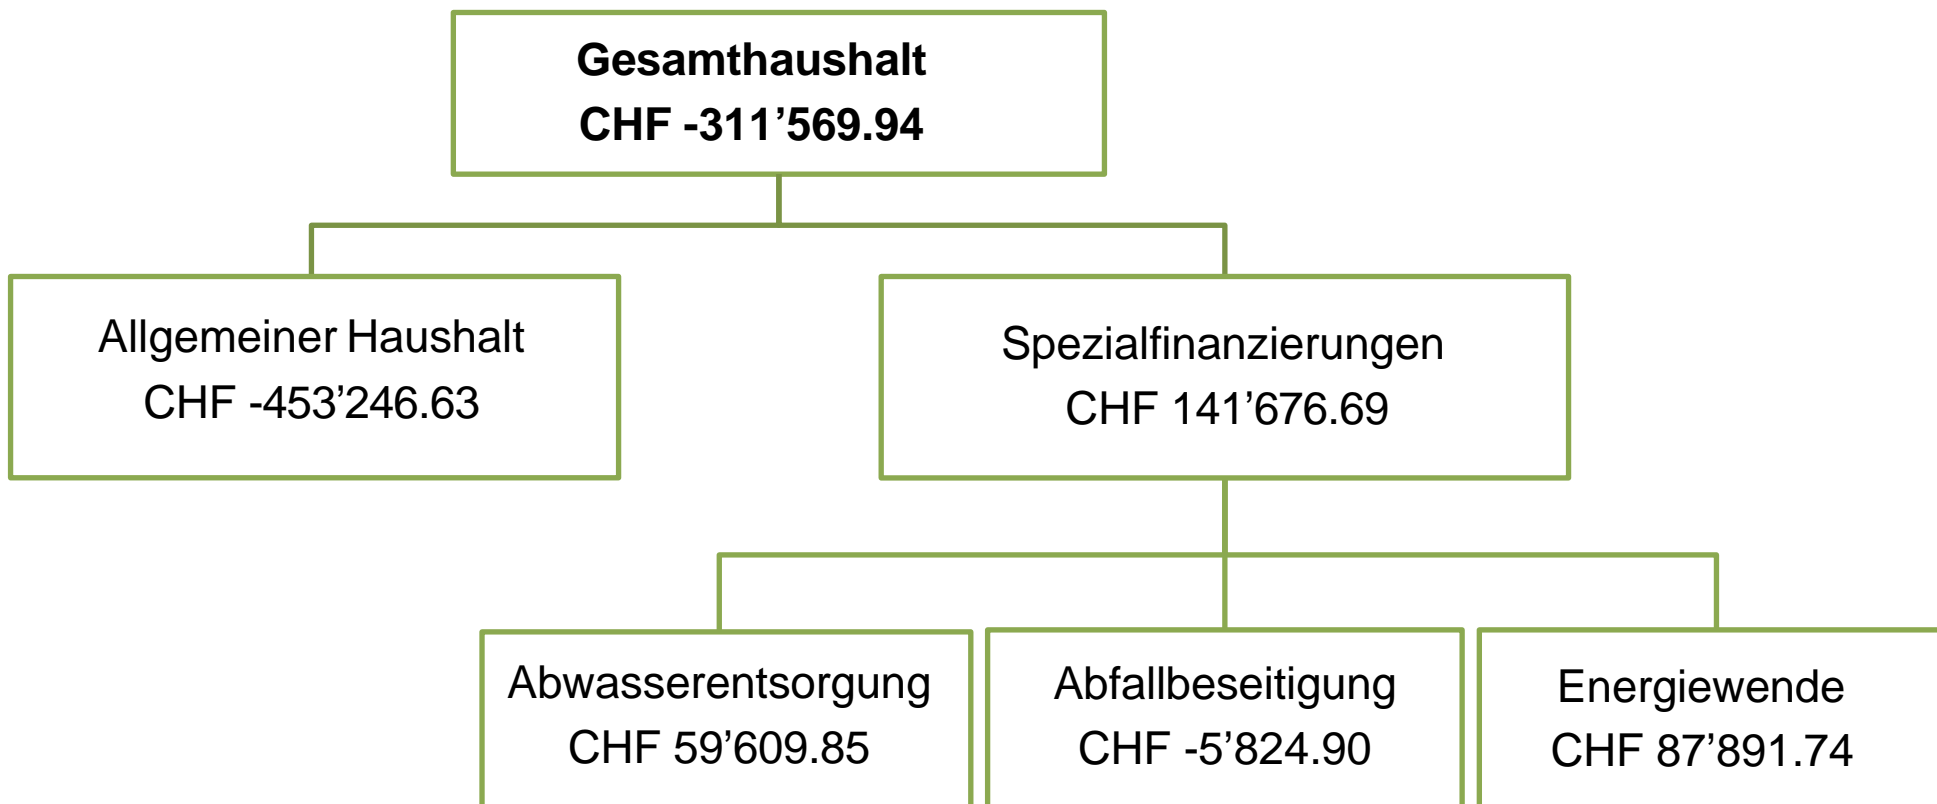 Gesamthaushalt
CHF -311’569.94
Allgemeiner Haushalt
CHF -453’246.63
Spezialfinanzierungen
CHF 141’676.69
Abwasserentsorgung
CHF 59’609.85
Abfallbeseitigung
CHF -5’824.90
Energiewende
CHF 87’891.74